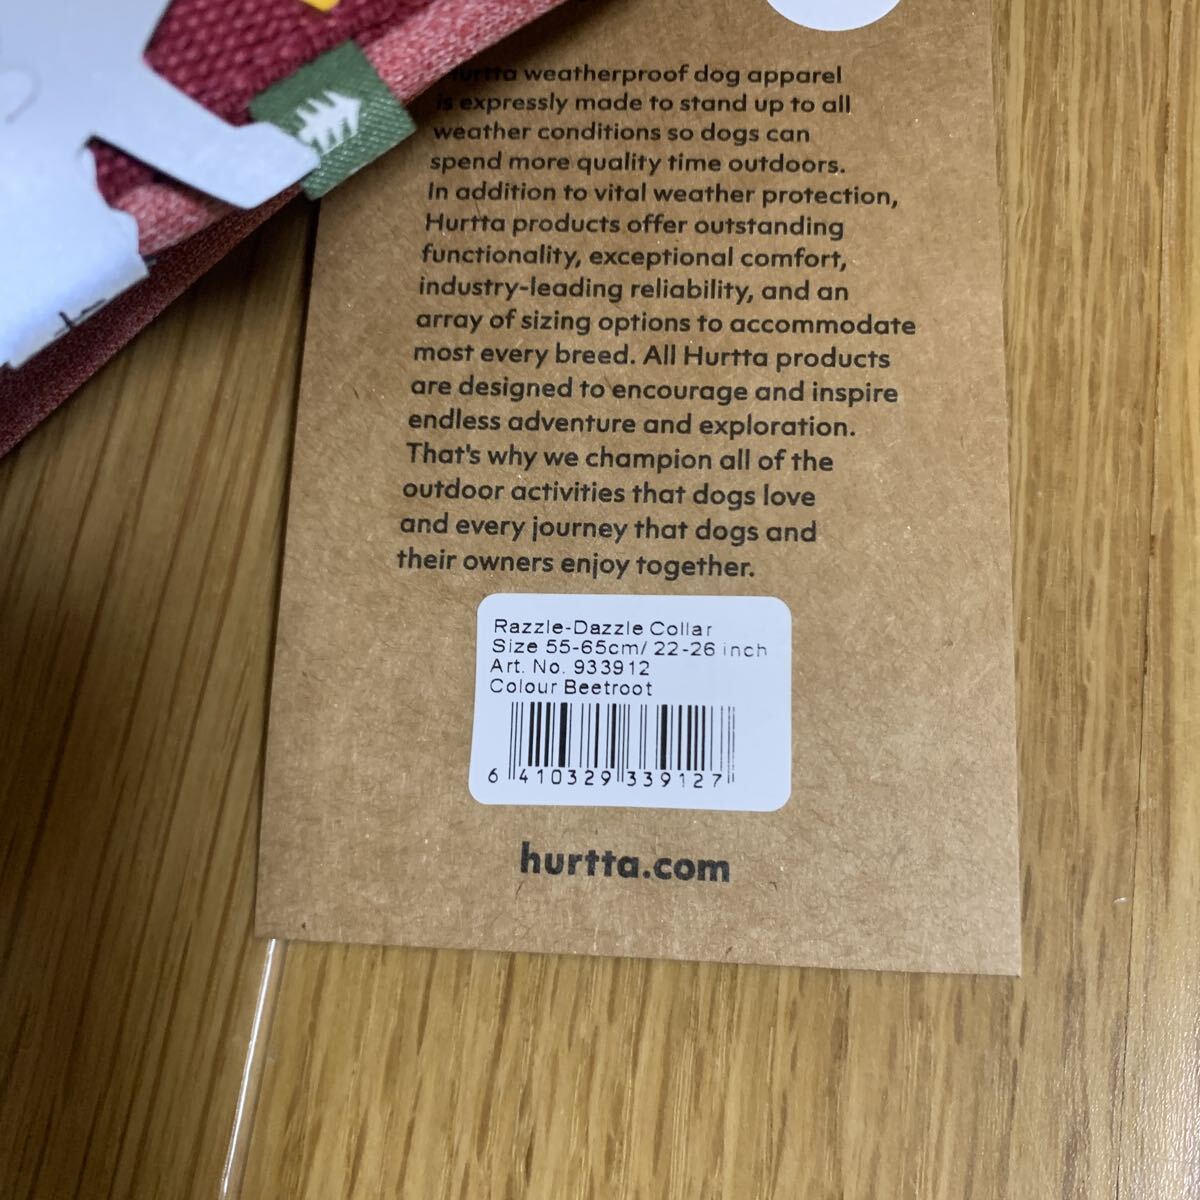 Hurtta weatherproof dog apparel
is expressly made to stand up to all
weather conditions so dogs can
spend more quality time outdoors.
In addition to vital weather protection,
Hurtta products offer outstanding
functionality, exceptional comfort,
industry-leading reliability, and an
array of sizing options to accommodate
most every breed. All Hurtta products
are designed to encourage and inspire
endless adventure and exploration.
That's why we champion all of the
outdoor activities that dogs love
and every journey that dogs and
their owners enjoy together.
Razzle-Dazzle Collar
Size 55-65cm/ 22-26 inch
Art. No. 933912
Colour Beetroot
6 410329 339127
hurtta.com